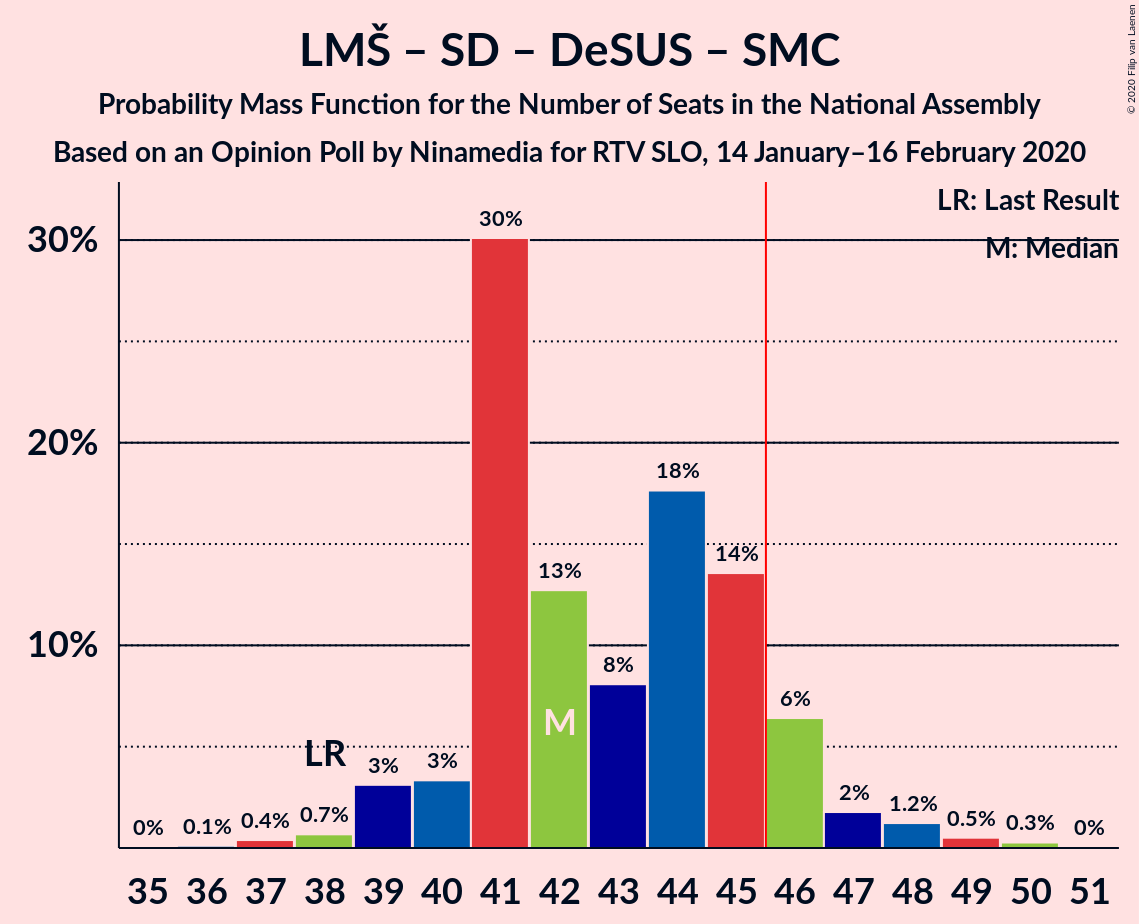 LMŠ – SD – DeSUS – SMC
Probability Mass Function for the Number of Seats in the National Assembly
Based on an Opinion Poll by Ninamedia for RTV SLO, 14 January–16 February 2020
© 2020 Filip van Laenen
LR: Last Result
M: Median
30%
20%
10%
0% 0.1% 0.4% 0.7% 3% 3% 30% 13% 8% 18% 14% 6% 2% 1.2% 0.5% 0.3% 0%
LR
M
35 36 37 38 39 40 41 42 43 44 45 46 47 48 49 50 51